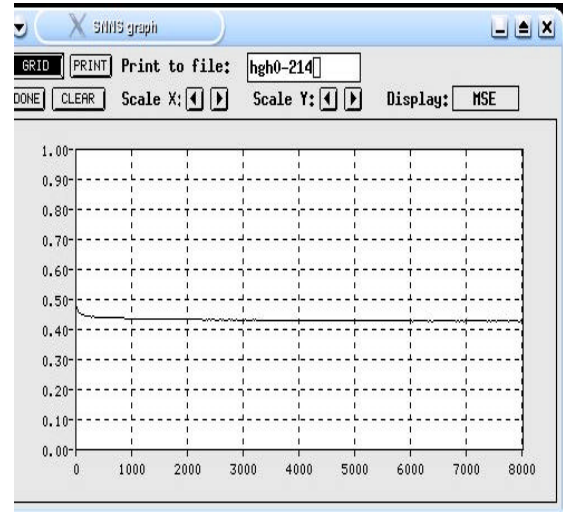 SNNS graph
GRID PRINT Print to file: hgh0-214
DONE CLEAR Scale X: Scale Y: Display: MSE
1.00
0.90
0.80
0.70
0.60
0.50
0.40
0.30
0.20
0.10
0.00
0 1000 2000 3000 4000 5000 6000 7000 8000